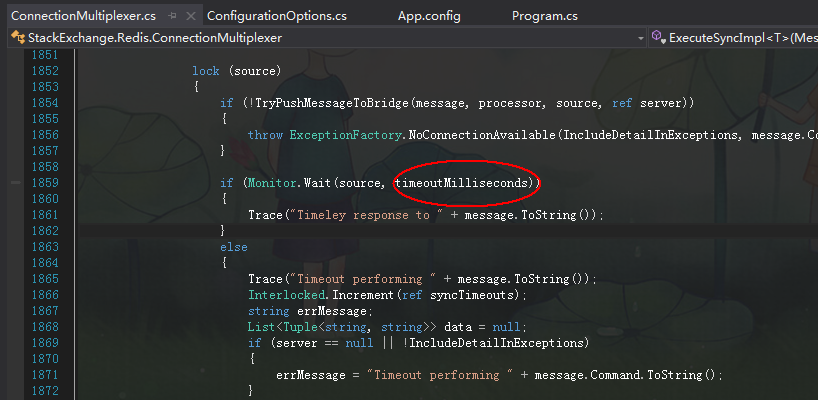 ConnectionMultiplexer.cs ConfigurationOptions.cs App.config Program.cs
StackExchange.Redis.ConnectionMultiplexer ExecuteSyncImpl<T>(Mes
1851
1852 lock (source)
1853 {
1854 if (!TryPushMessageToBridge(message, processor, source, ref server))
1855 {
1856 throw ExceptionFactory.NoConnectionAvailable(IncludeDetailInExceptions, message.Co
1857 }
1858
1859 if (Monitor.Wait(source, timeoutMilliseconds))
1860 {
1861 Trace("Timeley response to " + message.ToString());
1862 }
1863 else
1864 {
1865 Trace("Timeout performing " + message.ToString());
1866 Interlocked.Increment(ref syncTimeouts);
1867 string errMessage;
1868 List<Tuple<string, string>> data = null;
1869 if (server == null || !IncludeDetailInExceptions)
1870 {
1871 errMessage = "Timeout performing " + message.Command.ToString();
1872 }